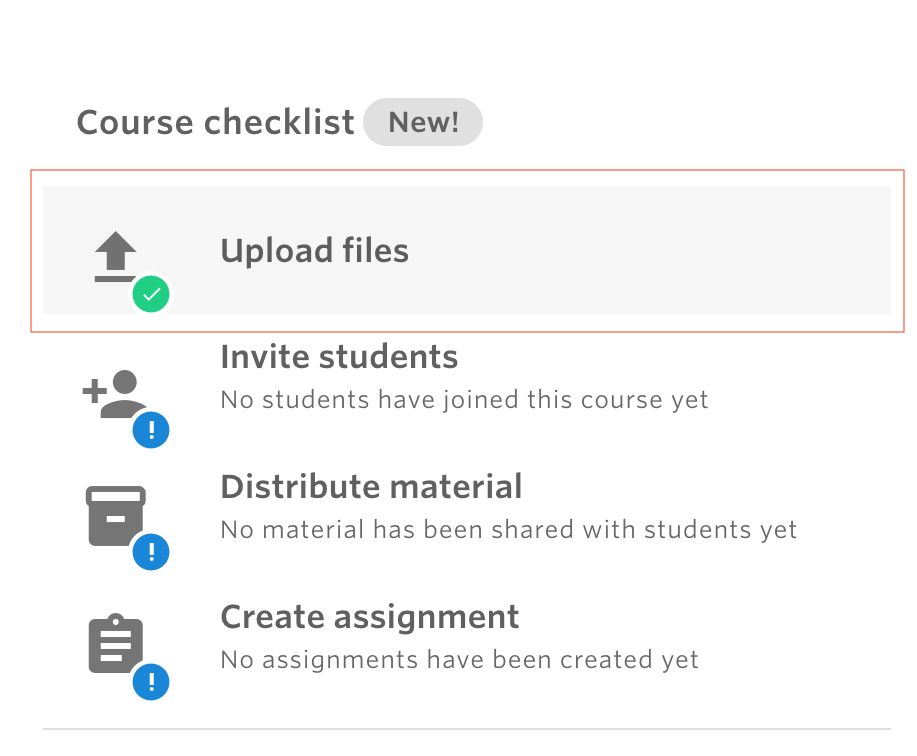 Course checklist New!
Upload files
Invite students
No students have joined this course yet
Distribute material
No material has been shared with students yet
Create assignment
No assignments have been created yet